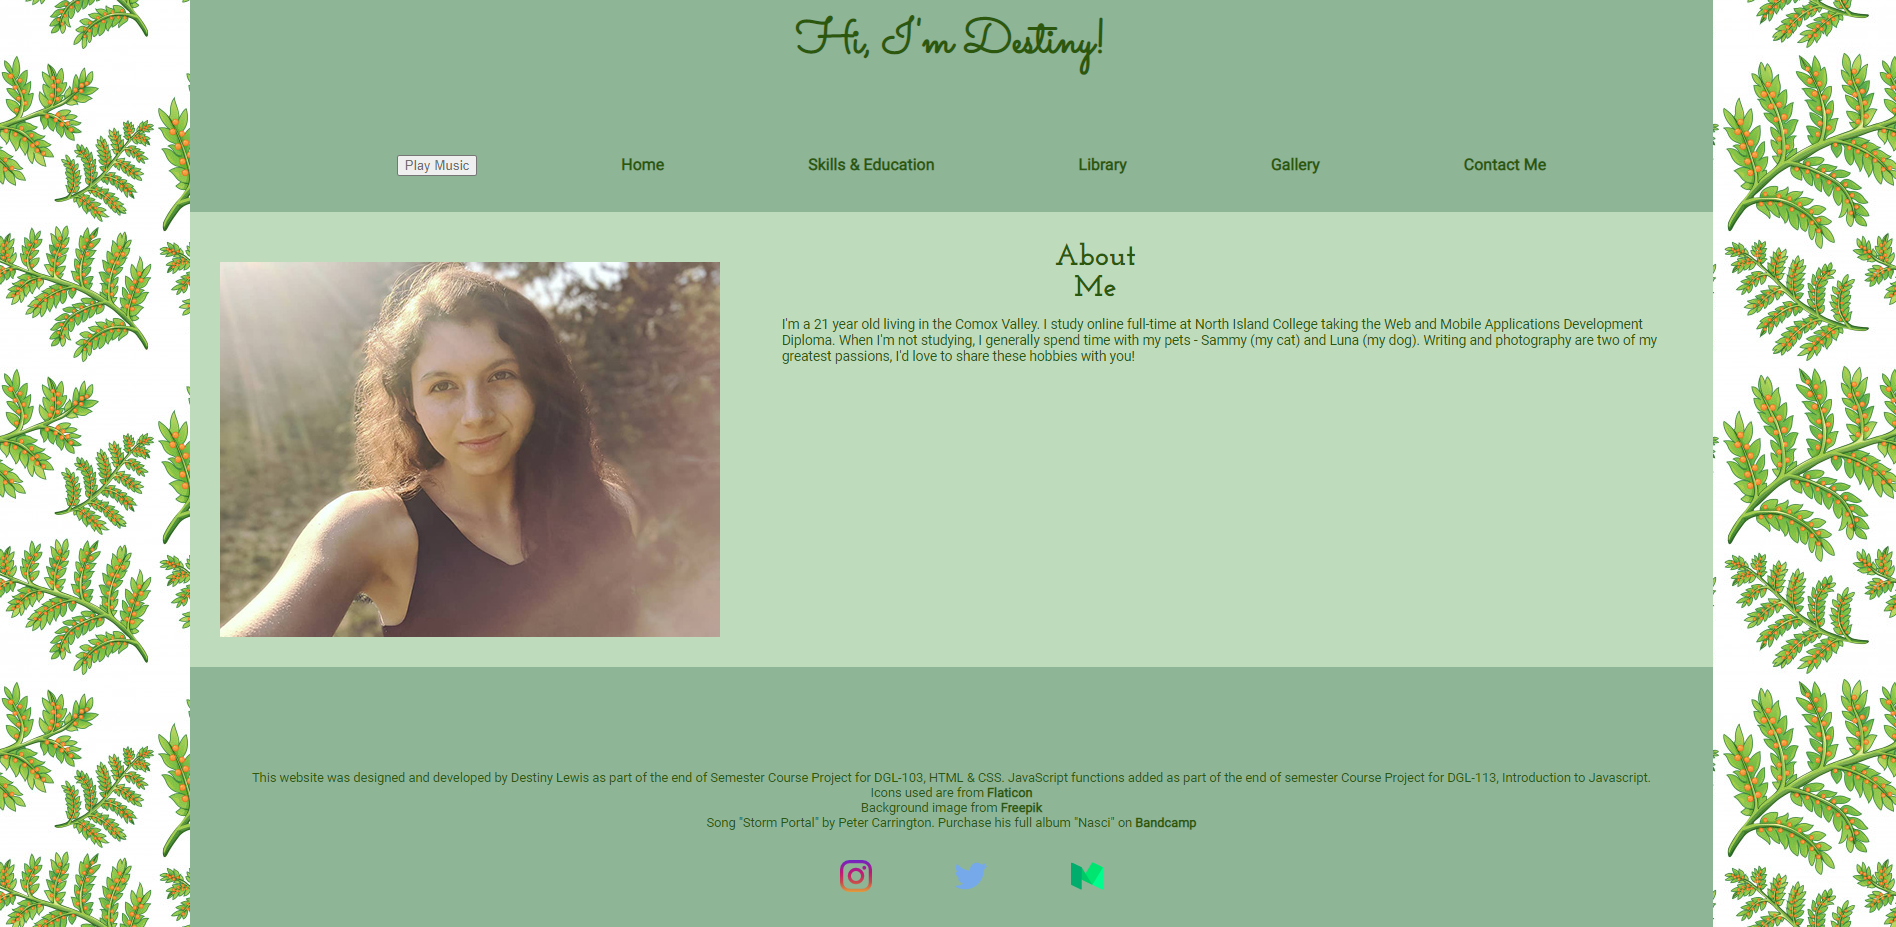 Hi, I'm Destiny!
Play Music
Home
Skills & Education
Library
Gallery
Contact Me
About
Me
I'm a 21 year old living in the Comox Valley. I study online full-time at North Island College taking the Web and Mobile Applications Development
Diploma. When I'm not studying, I generally spend time with my pets - Sammy (my cat) and Luna (my dog). Writing and photography are two of my
greatest passions, I'd love to share these hobbies with you!
This website was designed and developed by Destiny Lewis as part of the end of Semester Course Project for DGL-103, HTML & CSS. JavaScript functions added as part of the end of semester Course Project for DGL-113, Introduction to Javascript.
Icons used are from Flaticon
Background image from Freepik
Song "Storm Portal" by Peter Carrington. Purchase his full album "Nasci" on Bandcamp